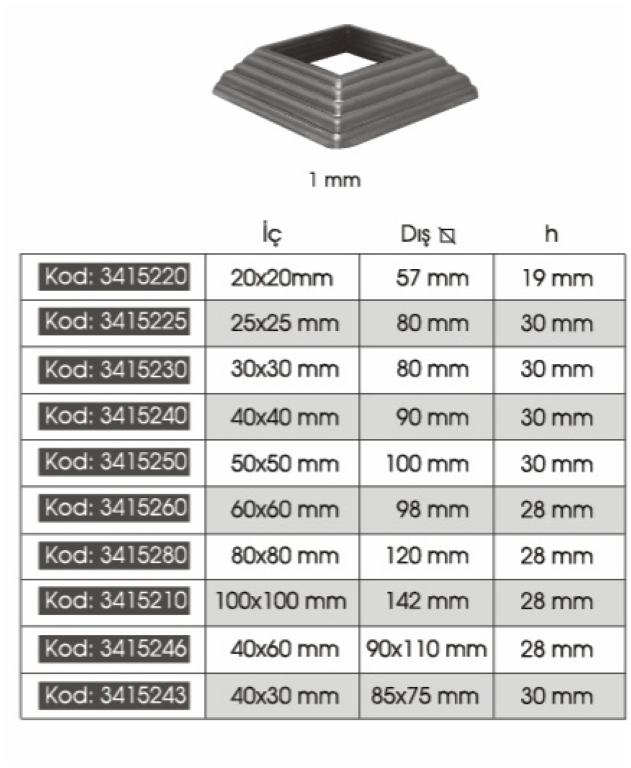 1 mm
İç Dış h
Kod: 3415220 20x20mm 57 mm 19 mm
Kod: 3415225 25x25 mm 80 mm 30 mm
Kod: 3415230 30x30 mm 80 mm 30 mm
Kod: 3415240 40x40 mm 90 mm 30 mm
Kod: 3415250 50x50 mm 100 mm 30 mm
Kod: 3415260 60x60 mm 98 mm 28 mm
Kod: 3415280 80x80 mm 120 mm 28 mm
Kod: 3415210 100x100 mm 142 mm 28 mm
Kod: 3415246 40x60 mm 90x110 mm 28 mm
Kod: 3415243 40x30 mm 85x75 mm 30 mm